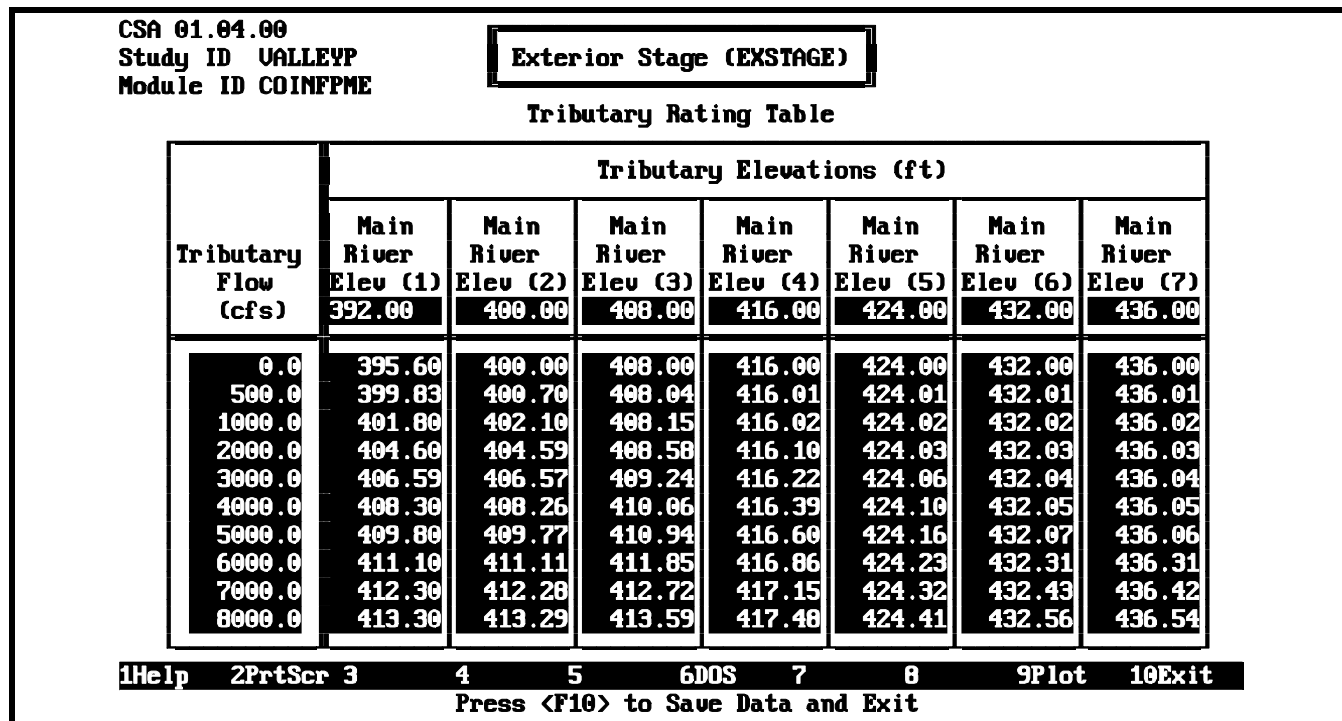 CSA 01.04.00
Study ID VALLEYP
Module ID COINFPME
Exterior Stage (EXSTAGE)
Tributary Rating Table
Tributary Elevations (ft)
Tributary Flow (cfs) Main River Elev (1) Main River Elev (2) Main River Elev (3) Main River Elev (4) Main River Elev (5) Main River Elev (6) Main River Elev (7)
392.00 400.00 408.00 416.00 424.00 432.00 436.00
0.0 395.60 400.00 408.00 416.00 424.00 432.00 436.00
500.0 399.83 400.70 408.04 416.01 424.01 432.01 436.01
1000.0 401.80 402.10 408.15 416.02 424.02 432.02 436.02
2000.0 404.60 404.59 408.58 416.10 424.03 432.03 436.03
3000.0 406.59 406.57 409.24 416.22 424.06 432.04 436.04
4000.0 408.30 408.26 410.06 416.39 424.10 432.05 436.05
5000.0 409.80 409.77 410.94 416.60 424.16 432.07 436.06
6000.0 411.10 411.11 411.85 416.86 424.23 432.31 436.31
7000.0 412.30 412.28 412.72 417.15 424.32 432.43 436.42
8000.0 413.30 413.29 413.59 417.48 424.41 432.56 436.54
1Help 2PrtScr 3 4 5 6DOS 7 8 9Plot 10Exit
Press <F10> to Save Data and Exit